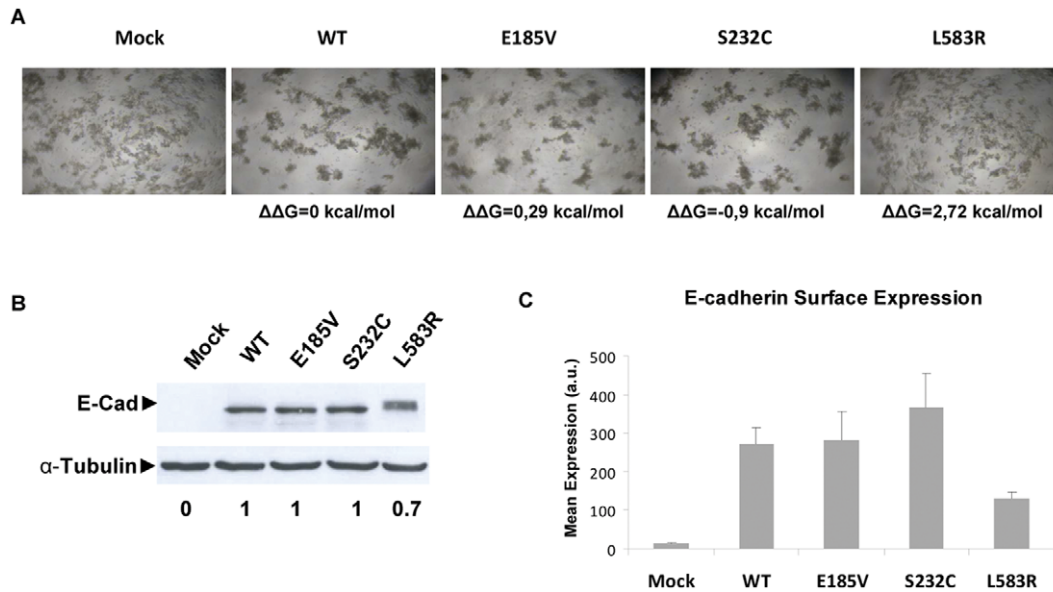 A
Mock WT E185V S232C L583R
ΔΔG=0 kcal/mol ΔΔG=0,29 kcal/mol ΔΔG=-0,9 kcal/mol ΔΔG=2,72 kcal/mol
B
Mock WT E185V S232C L583R
E-Cad
α-Tubulin
0 1 1 1 0.7
C
E-cadherin Surface Expression
Mean Expression (a.u.)
500
400
300
200
100
0
Mock WT E185V S232C L583R